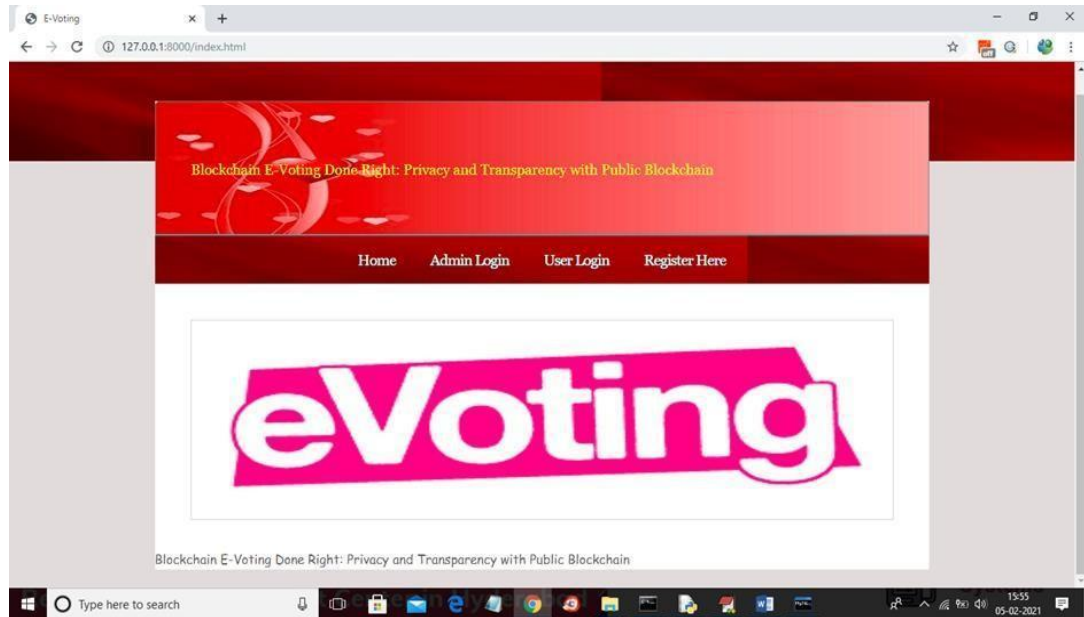 E-Voting
127.0.0.1:8000/index.html
off
Blockchain E-Voting Done Right: Privacy and Transparency with Public Blockchain
Home Admin Login User Login Register Here
eVoting
Blockchain E-Voting Done Right: Privacy and Transparency with Public Blockchain
Type here to search
15:55
05-02-2021